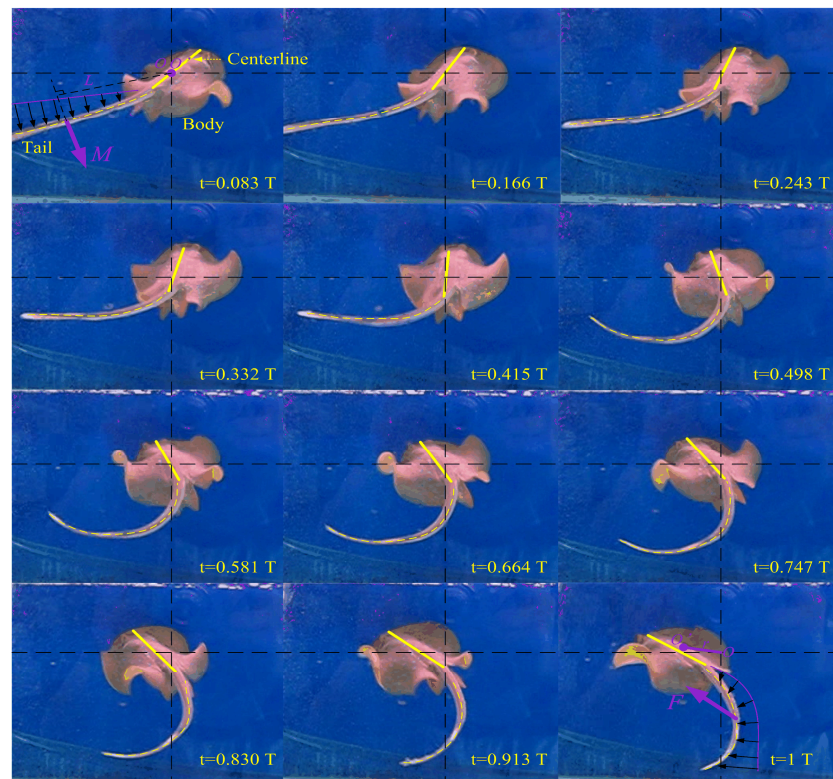 Centerline
L
Body
Tail
M
t=0.083 T
t=0.166 T
t=0.243 T
t=0.332 T
t=0.415 T
t=0.498 T
t=0.581 T
t=0.664 T
t=0.747 T
t=0.830 T
t=0.913 T
F
t=1 T